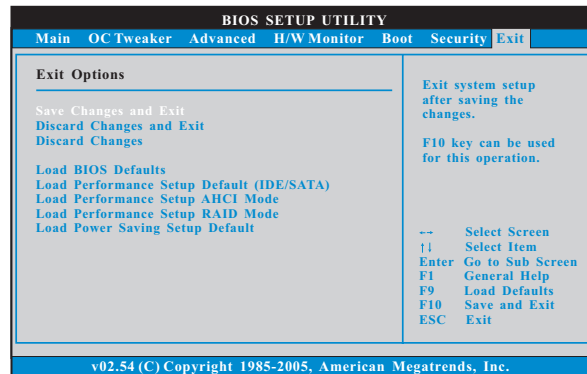 BIOS SETUP UTILITY
Main OC Tweaker Advanced H/W Monitor Boot Security Exit
Exit Options
Save Changes and Exit
Discard Changes and Exit
Discard Changes
Load BIOS Defaults
Load Performance Setup Default (IDE/SATA)
Load Performance Setup AHCI Mode
Load Performance Setup RAID Mode
Load Power Saving Setup Default
Exit system setup
after saving the
changes.
F10 key can be used
for this operation.
←→ Select Screen
↑↓ Select Item
Enter Go to Sub Screen
F1 General Help
F9 Load Defaults
F10 Save and Exit
ESC Exit
v02.54 (C) Copyright 1985-2005, American Megatrends, Inc.